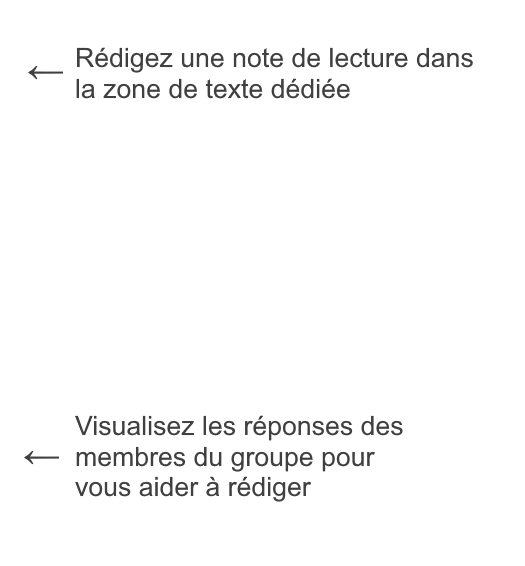 ← Rédigez une note de lecture dans
la zone de texte dédiée
Visualisez les réponses des
← membres du groupe pour
vous aider à rédiger